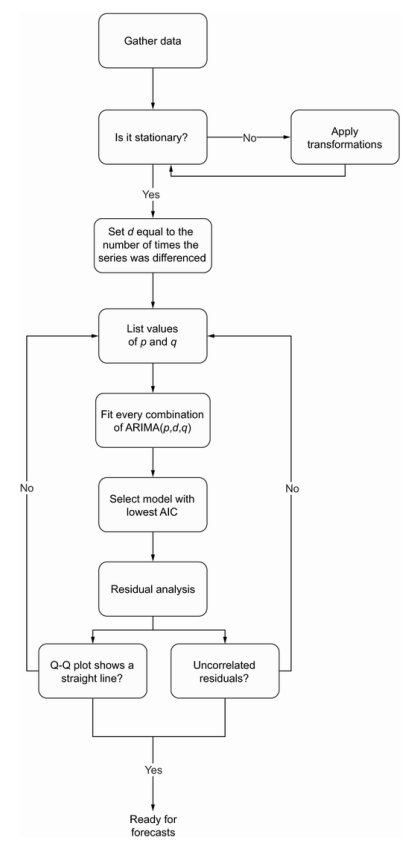 Gather data
Is it stationary?
No
Apply
transformations
Yes
Set d equal to the
number of times the
series was differenced
List values
of p and q
Fit every combination
of ARIMA(p,d,q)
No
No
Select model with
lowest AIC
Residual analysis
Q-Q plot shows a
straight line?
Uncorrelated
residuals?
Yes
Ready for
forecasts